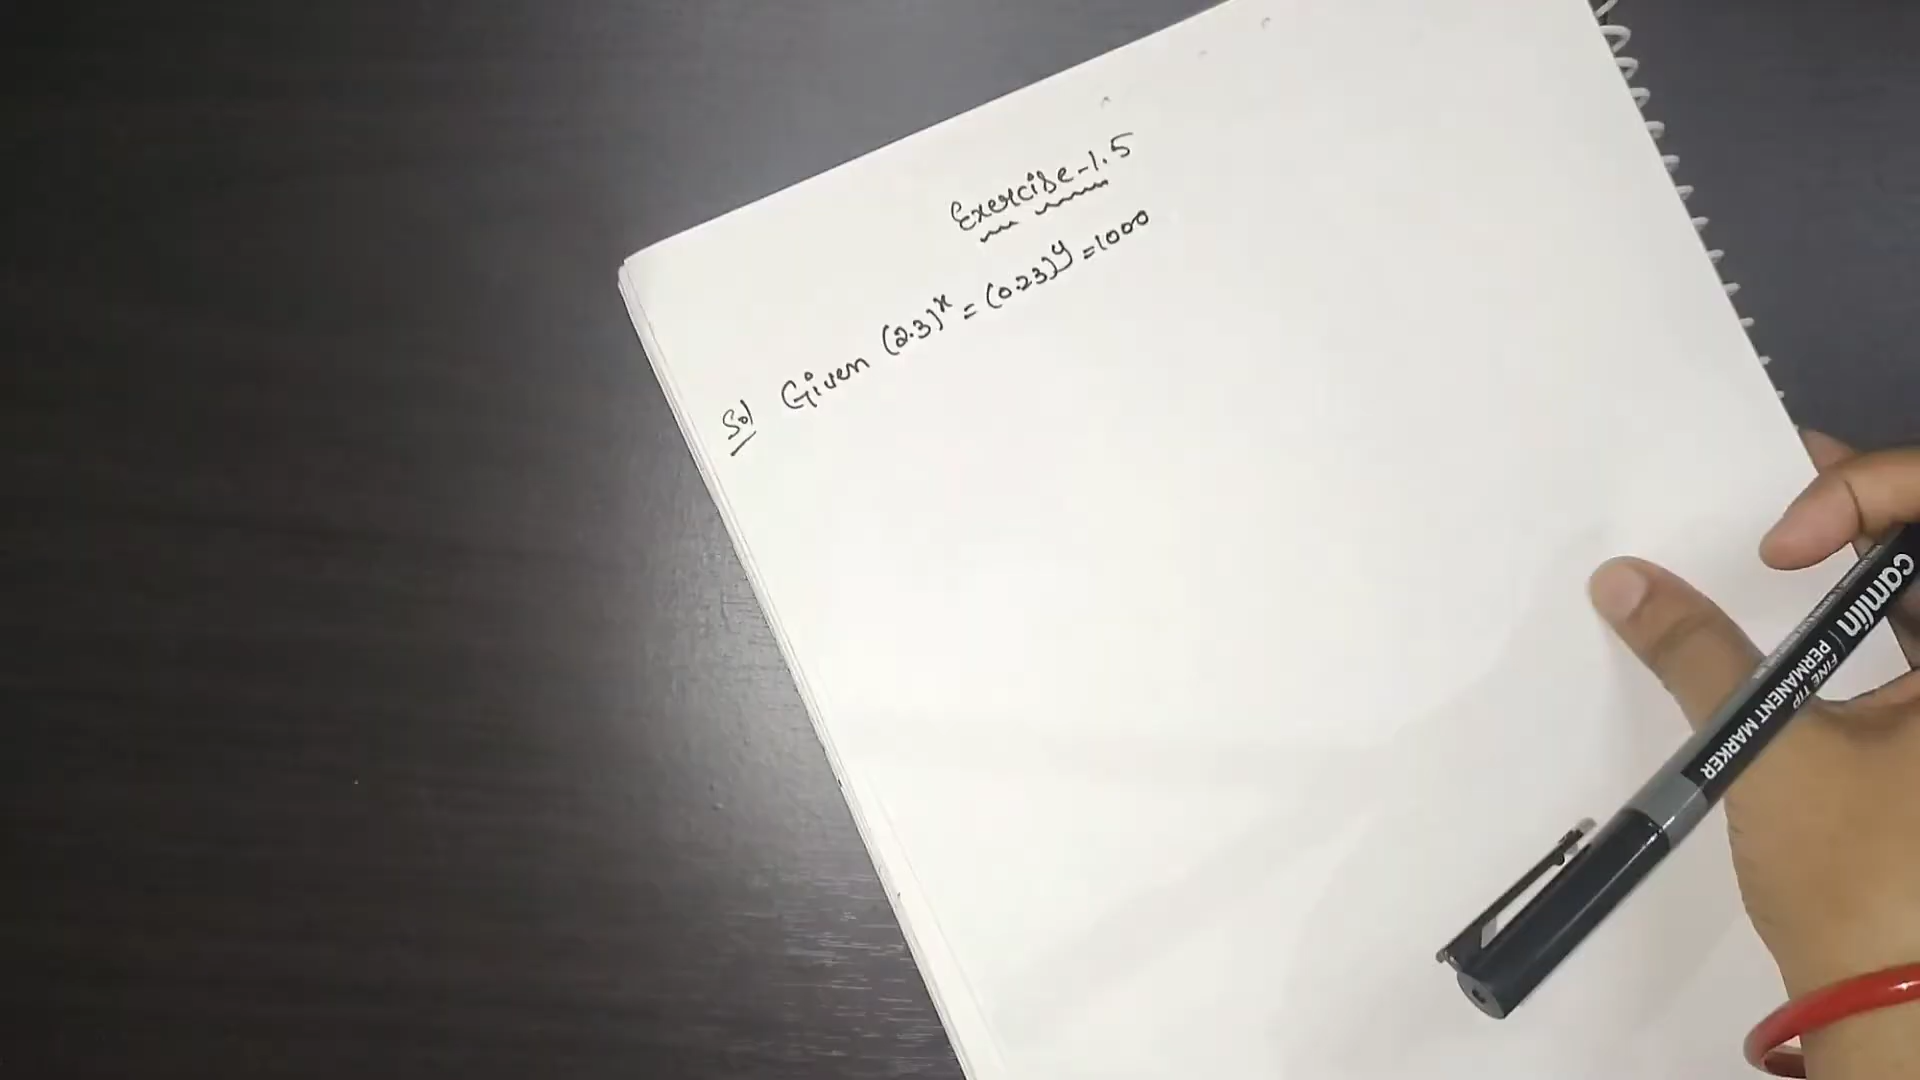 Exercise-1.5
Sol Given (2.3)^x = (0.23)^y = 1000
camlin
FINE TIP
PERMANENT MARKER